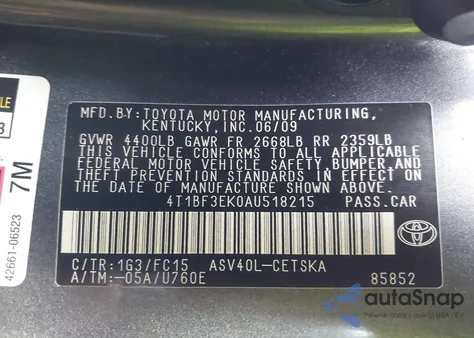 MFD.BY:TOYOTA MOTOR MANUFACTURING,
KENTUCKY,INC.06/09
GVWR 4400LB GAWR FR 2668LB RR 2359LB
THIS VEHICLE CONFORMS TO ALL APPLICABLE
FEDERAL MOTOR VEHICLE SAFETY, BUMPER,AND
THEFT PREVENTION STANDARDS IN EFFECT ON
THE DATE OF MANUFACTURE SHOWN ABOVE.
4T1BF3EK0AU518215 PASS.CAR
C/TR:1G3/FC15 ASV40L-CETSKA
A/TM:-05A/U760E 85852
7M
42661-06523
autoSnap